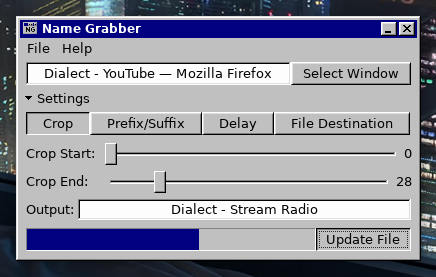 Name Grabber
File Help
Dialect - YouTube — Mozilla Firefox Select Window
Settings
Crop Prefix/Suffix Delay File Destination
Crop Start: 0
Crop End: 28
Output: Dialect - Stream Radio
Update File